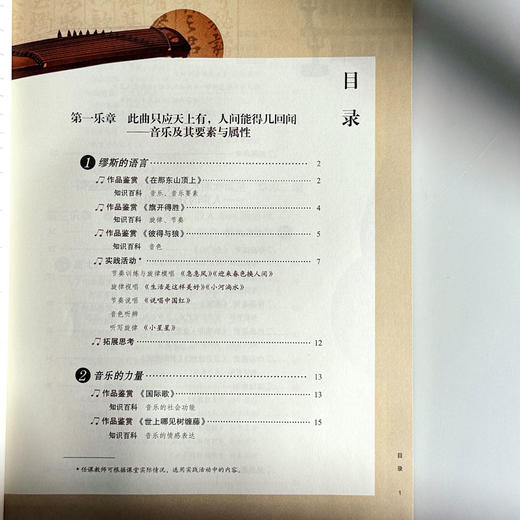 目录
第一乐章 此曲只应天上有，人间能得几回闻
——音乐及其要素与属性
1 缪斯的语言 2
作品鉴赏 《在那东山顶上》 2
知识百科 音乐、音乐要素
作品鉴赏 《旗开得胜》 4
知识百科 旋律、节奏
作品鉴赏 《彼得与狼》 5
知识百科 音色
实践活动* 7
节奏训练与旋律模唱 《急急风》《迎来春色换人间》
旋律视唱 《生活是这样美好》《小河淌水》
节奏说唱 《说唱中国红》
音色听辨
听写旋律 《小星星》
拓展思考 12
2 音乐的力量 13
作品鉴赏 《国际歌》 13
知识百科 音乐的社会功能
作品鉴赏 《世上哪见树缠藤》 15
知识百科 音乐的情感表达
* 任课教师可根据课堂实际情况，选用实践活动中的内容。
目录
1